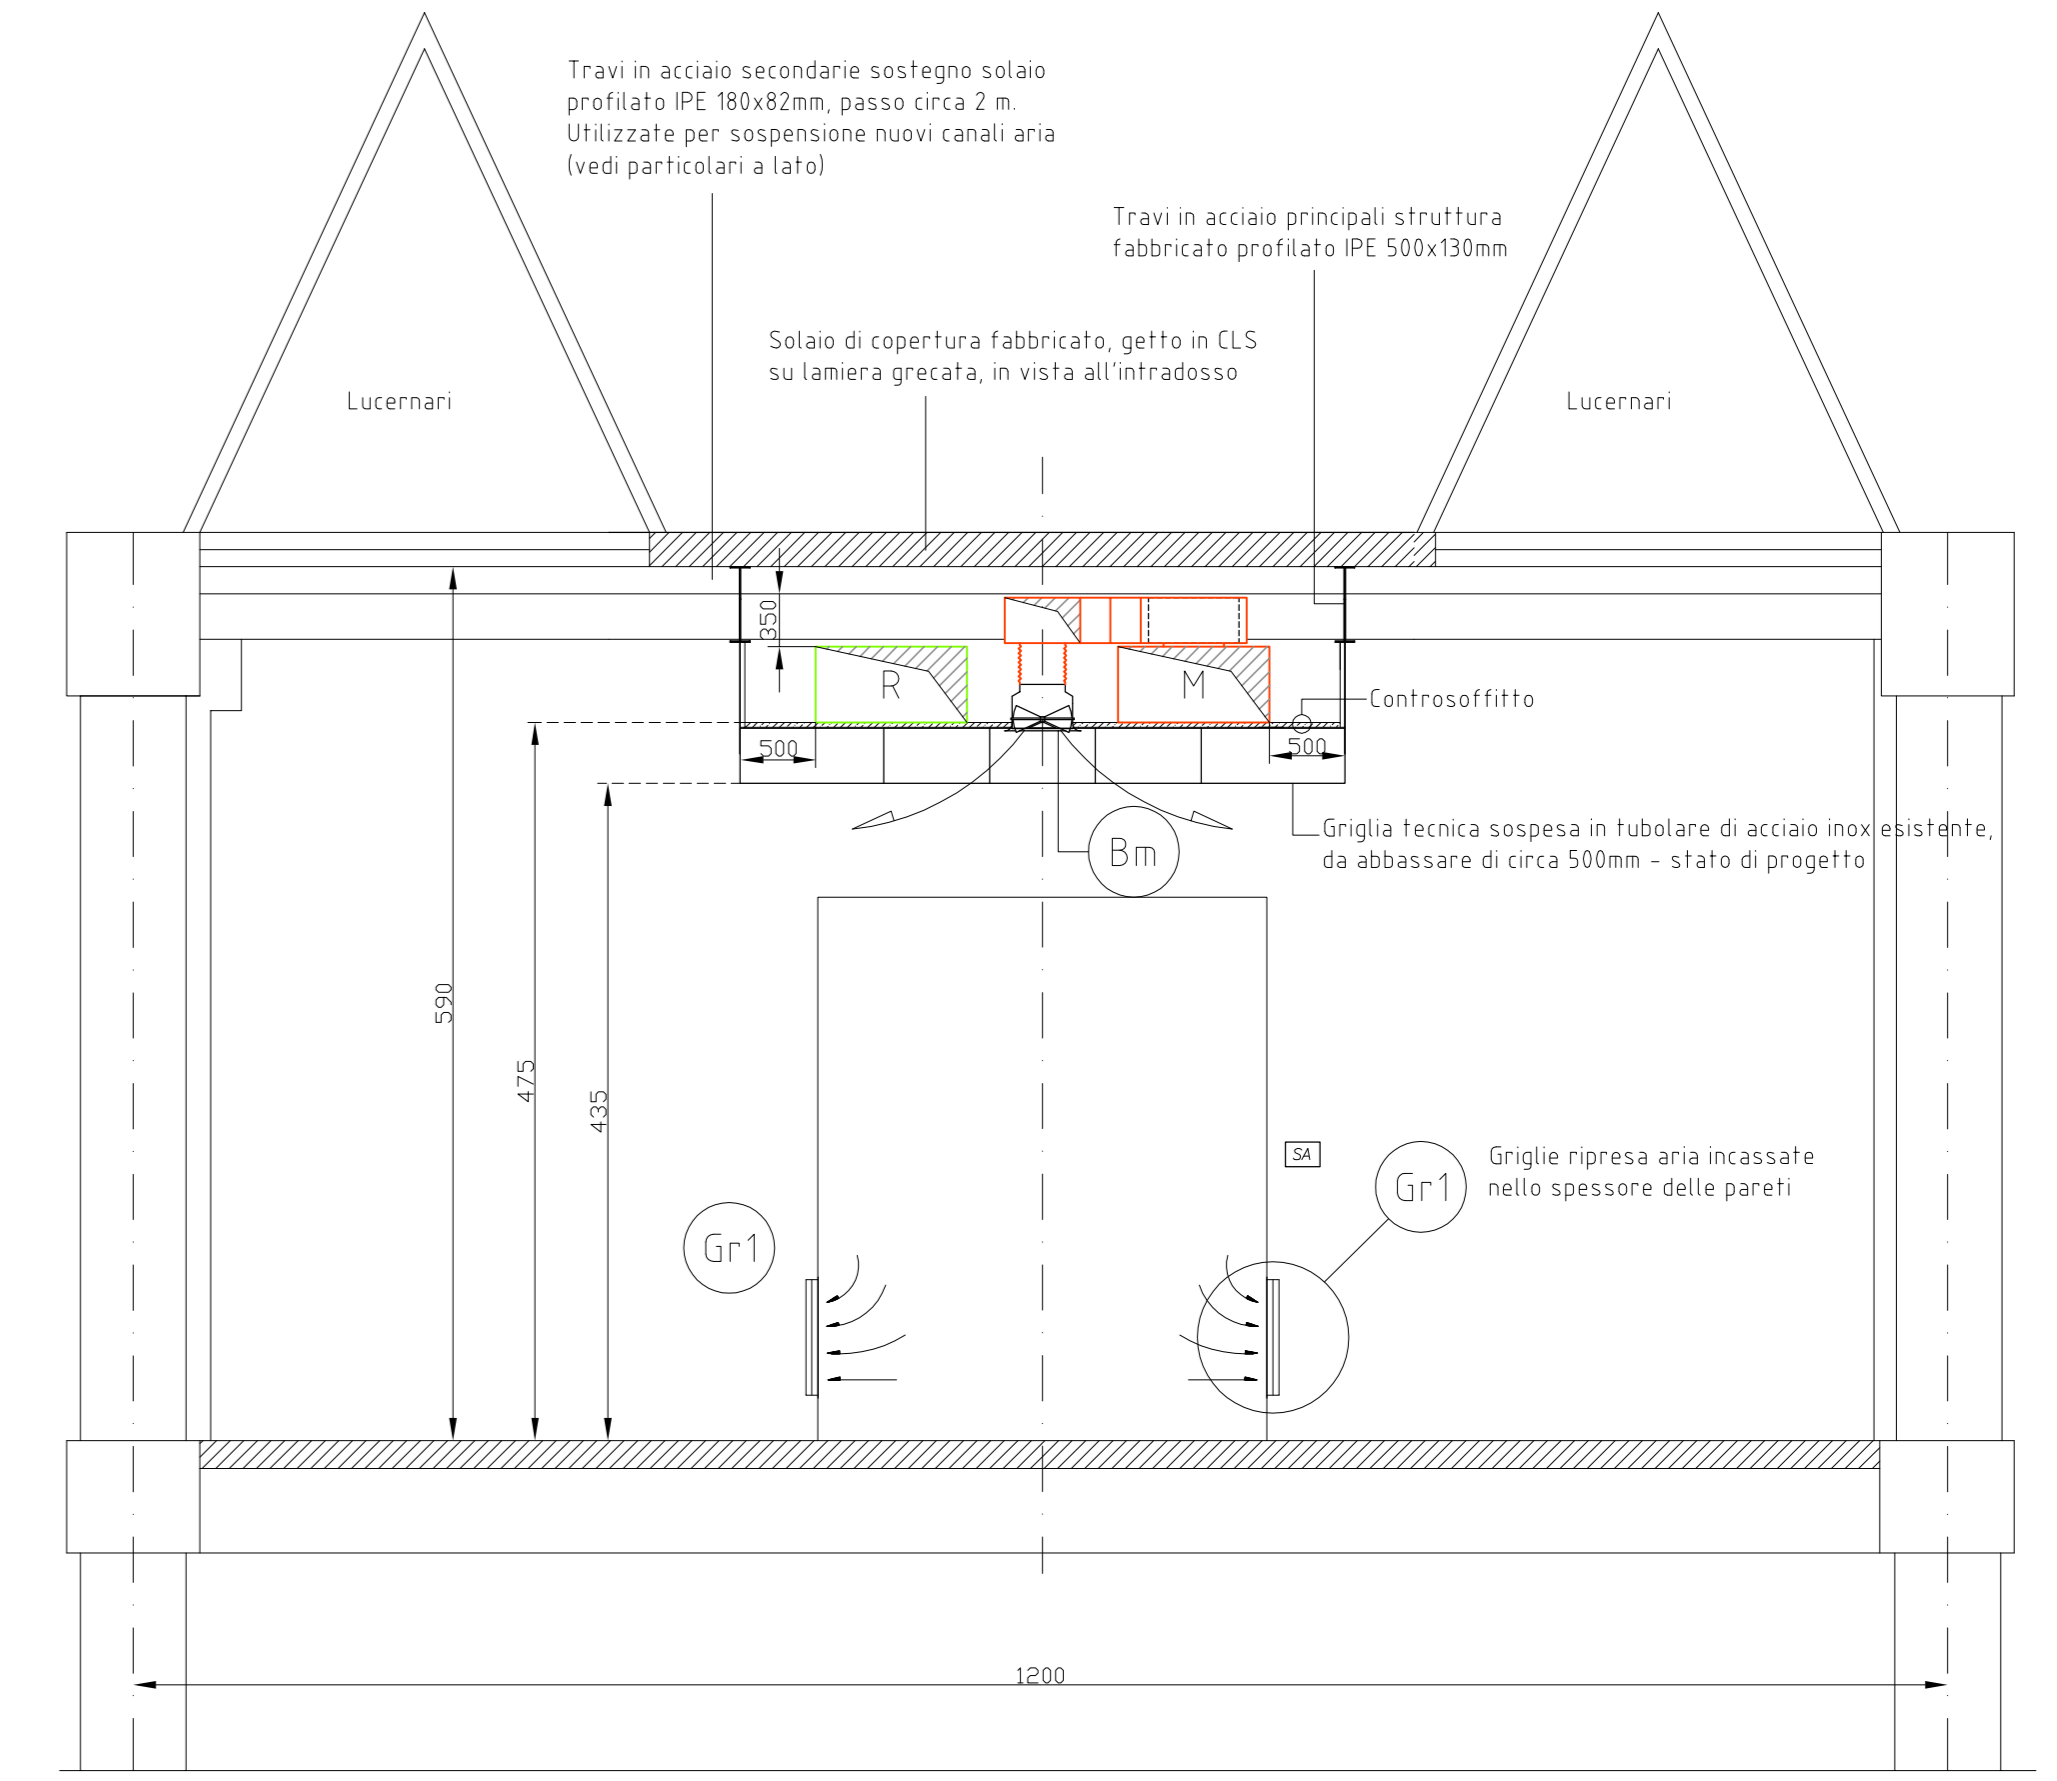 Travi in acciaio secondarie sostegno solaio
profilato IPE 180x82mm, passo circa 2 m.
Utilizzate per sospensione nuovi canali aria
(vedi particolari a lato)
Travi in acciaio principali struttura
fabbricato profilato IPE 500x130mm
Solaio di copertura fabbricato, getto in CLS
su lamiera grecata, in vista all'intradosso
Lucernari
Lucernari
350
R
M
Controsoffitto
500
500
Bm
Griglia tecnica sospesa in tubolare di acciaio inox esistente,
da abbassare di circa 500mm - stato di progetto
590
475
435
SA
Gr1
Griglie ripresa aria incassate
nello spessore delle pareti
Gr1
1200